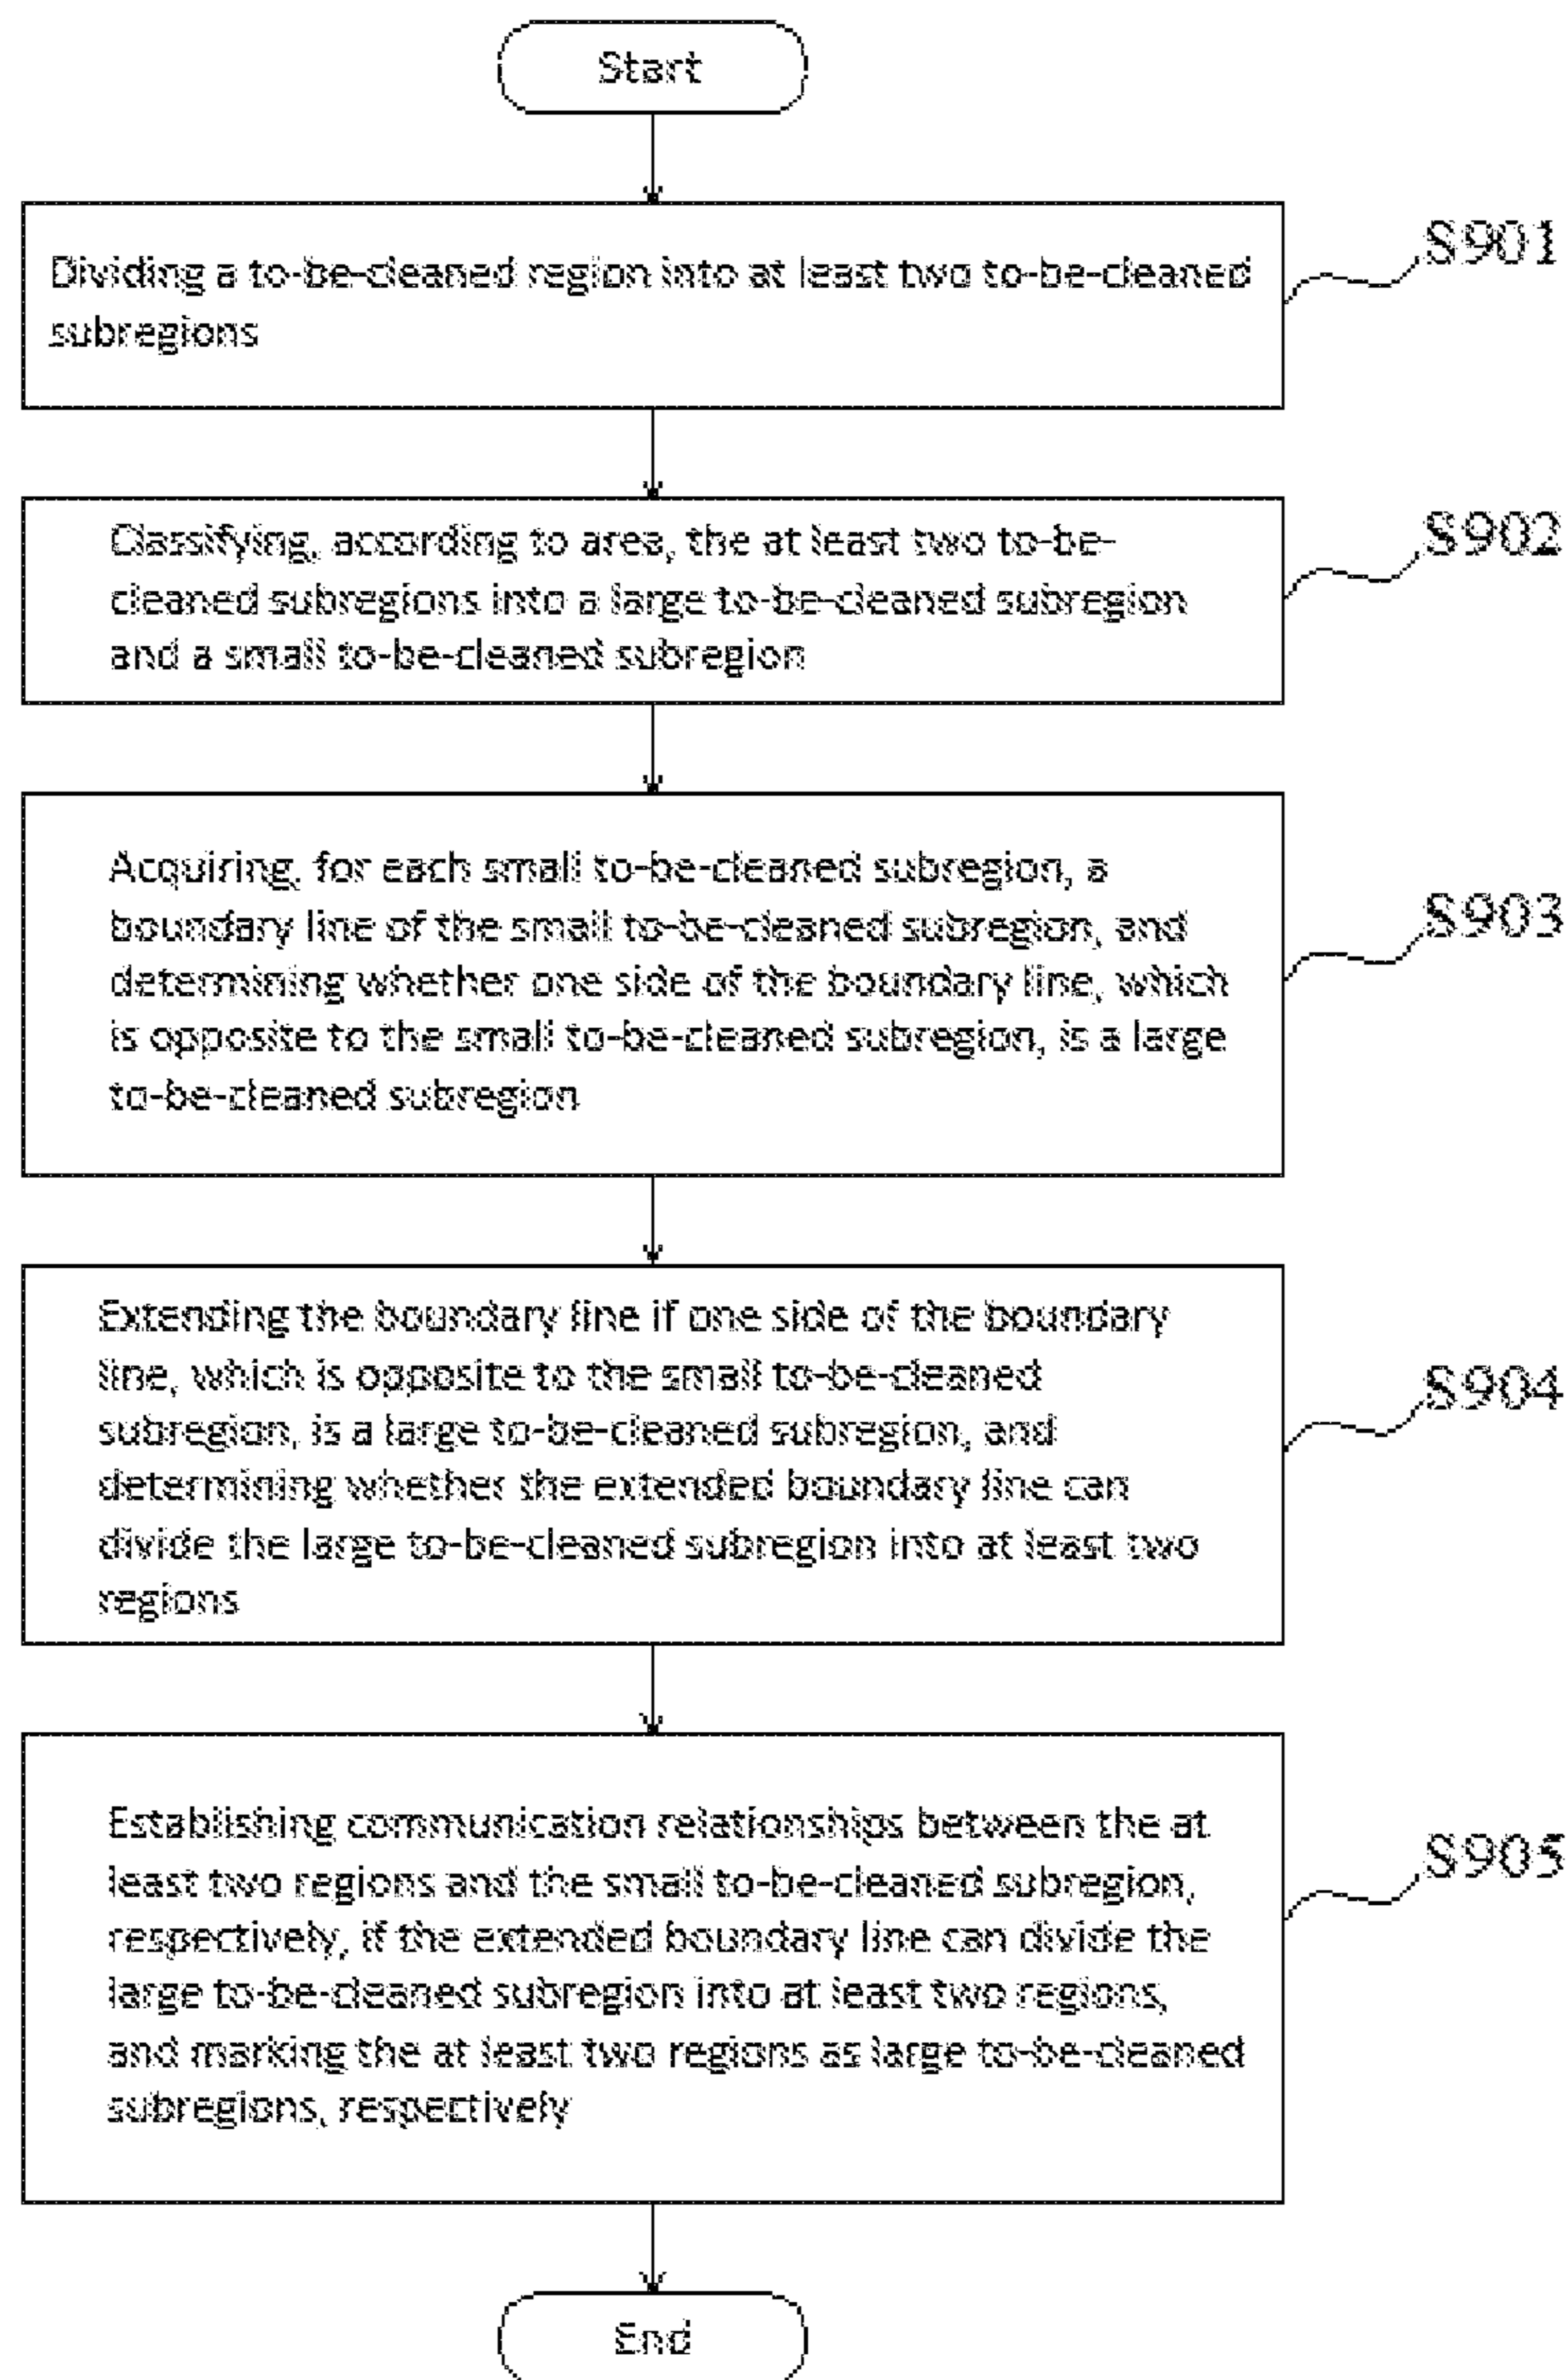 Start
Dividing a to-be-cleaned region into at least two to-be-cleaned
subregions
S901
Classifying, according to area, the at least two to-be-
cleaned subregions into a large to-be-cleaned subregion
and a small to-be-cleaned subregion
S902
Acquiring, for each small to-be-cleaned subregion, a
boundary line of the small to-be-cleaned subregion, and
determining whether one side of the boundary line, which
is opposite to the small to-be-cleaned subregion, is a large
to-be-cleaned subregion
S903
Extending the boundary line if one side of the boundary
line, which is opposite to the small to-be-cleaned
subregion, is a large to-be-cleaned subregion, and
determining whether the extended boundary line can
divide the large to-be-cleaned subregion into at least two
regions
S904
Establishing communication relationships between the at
least two regions and the small to-be-cleaned subregion,
respectively, if the extended boundary line can divide the
large to-be-cleaned subregion into at least two regions,
and marking the at least two regions as large to-be-cleaned
subregions, respectively
S905
End